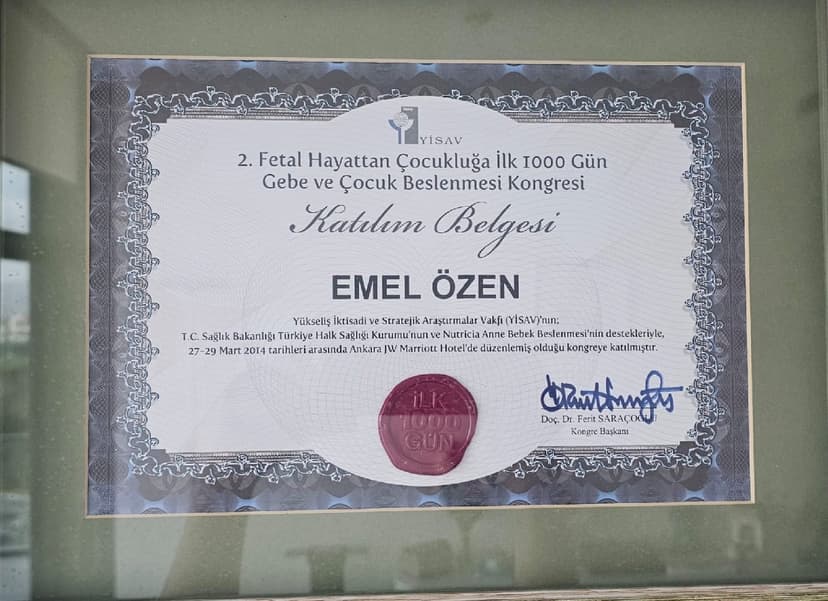 YİSAV
2. Fetal Hayattan Çocukluğa İlk 1000 Gün
Gebe ve Çocuk Beslenmesi Kongresi
Katılım Belgesi
EMEL ÖZEN
Yükseliş İktisadi ve Stratejik Araştırmalar Vakfı (YİSAV)'nın;
T.C. Sağlık Bakanlığı Türkiye Halk Sağlığı Kurumu'nun ve Nutricia Anne Bebek Beslenmesi'nin destekleriyle,
27-29 Mart 2014 tarihleri arasında Ankara JW Marriott Hotel'de düzenlemiş olduğu kongreye katılmıştır.
İLK
1000
GÜN
Doç. Dr. Ferit SARAÇOĞLU
Kongre Başkanı